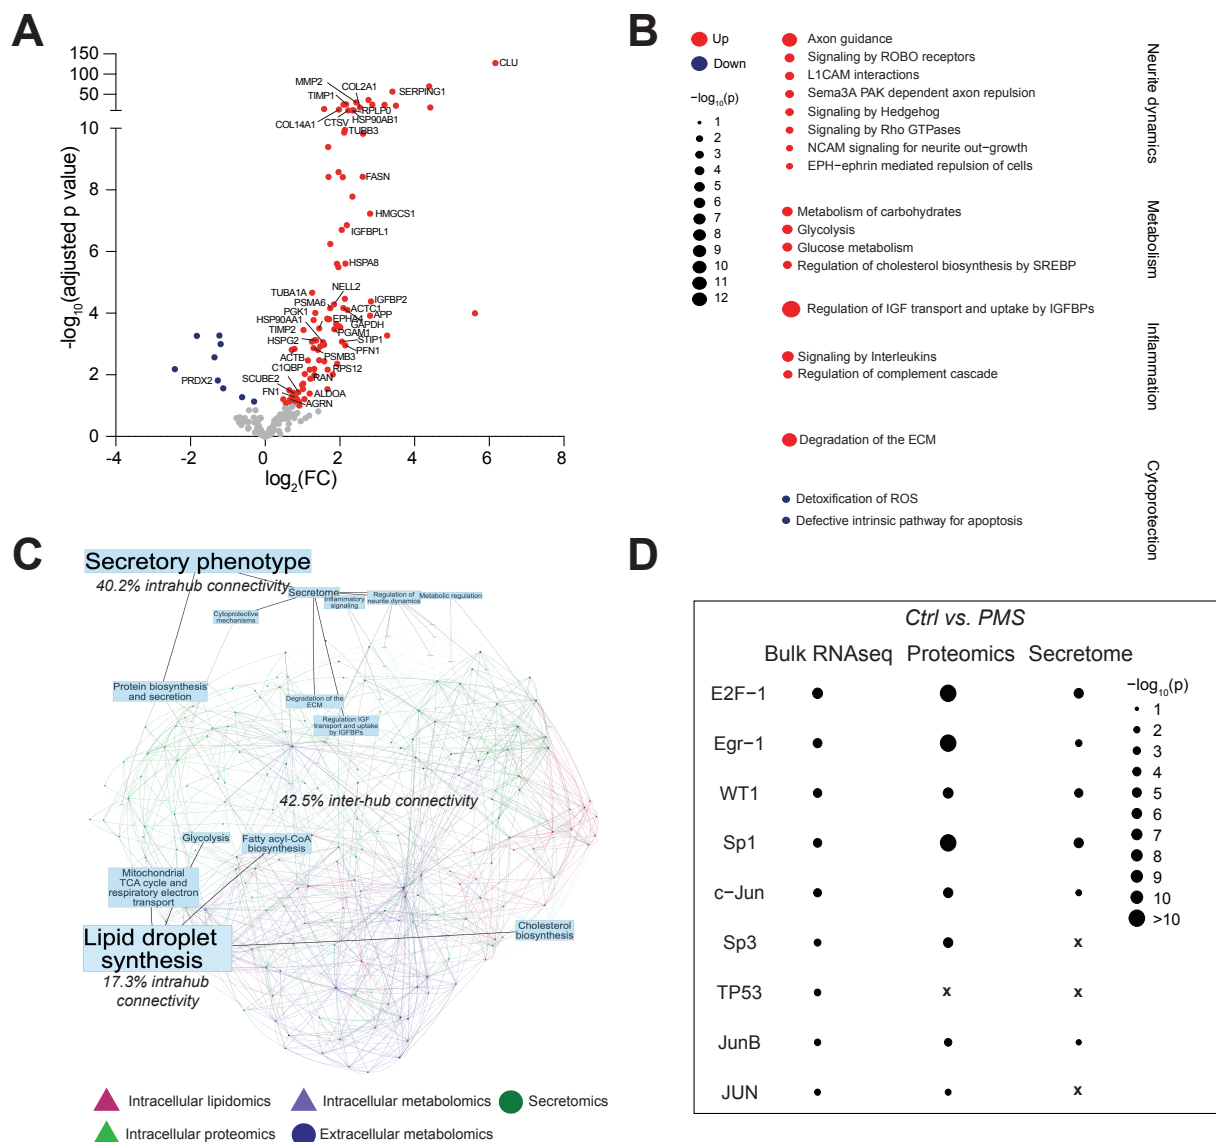 A
150
100
50
10
8
6
4
2
0
-4
-2
0
2
4
6
8
-log10(adjusted p value)
log2(FC)
CLU
MMP2
COL2A1
SERPING1
TIMP1
RPLP0
HSP90AB1
CTSV
COL14A1
TUBB3
FASN
HMGCS1
IGFBPL1
HSPA8
NELL2
TUBA1A
PSMA6
IGFBP2
ACTC1
PGK1
APP
EPHA4
HSP90AA1
GAPDH
TIMP2
PGAM1
STIP1
HSPG2
PFN1
PSMB3
ACTB
C1QBP
RPS12
SCUBE2
RAN
PRDX2
FN1
ALDOA
AGRN
B
Up
Down
−log10(p)
1
2
3
4
5
6
7
8
9
10
11
12
Axon guidance
Signaling by ROBO receptors
L1CAM interactions
Sema3A PAK dependent axon repulsion
Signaling by Hedgehog
Signaling by Rho GTPases
NCAM signaling for neurite out−growth
EPH−ephrin mediated repulsion of cells
Neurite dynamics
Metabolism of carbohydrates
Glycolysis
Glucose metabolism
Regulation of cholesterol biosynthesis by SREBP
Metabolism
Regulation of IGF transport and uptake by IGFBPs
Signaling by Interleukins
Regulation of complement cascade
Inflammation
Degradation of the ECM
Detoxification of ROS
Defective intrinsic pathway for apoptosis
Cytoprotection
C
Secretory phenotype
40.2% intrahub connectivity
Secretome
Inflammatory
signaling
Regulation of
neurite dynamics
Metabolic regulation
Cytoprotective
mechanisms
Protein biosynthesis
and secretion
Degradation of the
ECM
Regulation IGF
transport and uptake
by IGFBPs
42.5% inter-hub connectivity
Glycolysis
Fatty acyl-CoA
biosynthesis
Mitochondrial
TCA cycle and
respiratory electron
transport
Lipid droplet
synthesis
17.3% intrahub
connectivity
Cholesterol
biosynthesis
Intracellular lipidomics
Intracellular metabolomics
Secretomics
Intracellular proteomics
Extracellular metabolomics
D
Ctrl vs. PMS
Bulk RNAseq Proteomics Secretome
E2F−1
Egr−1
WT1
Sp1
c−Jun
Sp3 x
TP53 x x
JunB
JUN x
−log10(p)
1
2
3
4
5
6
7
8
9
10
>10